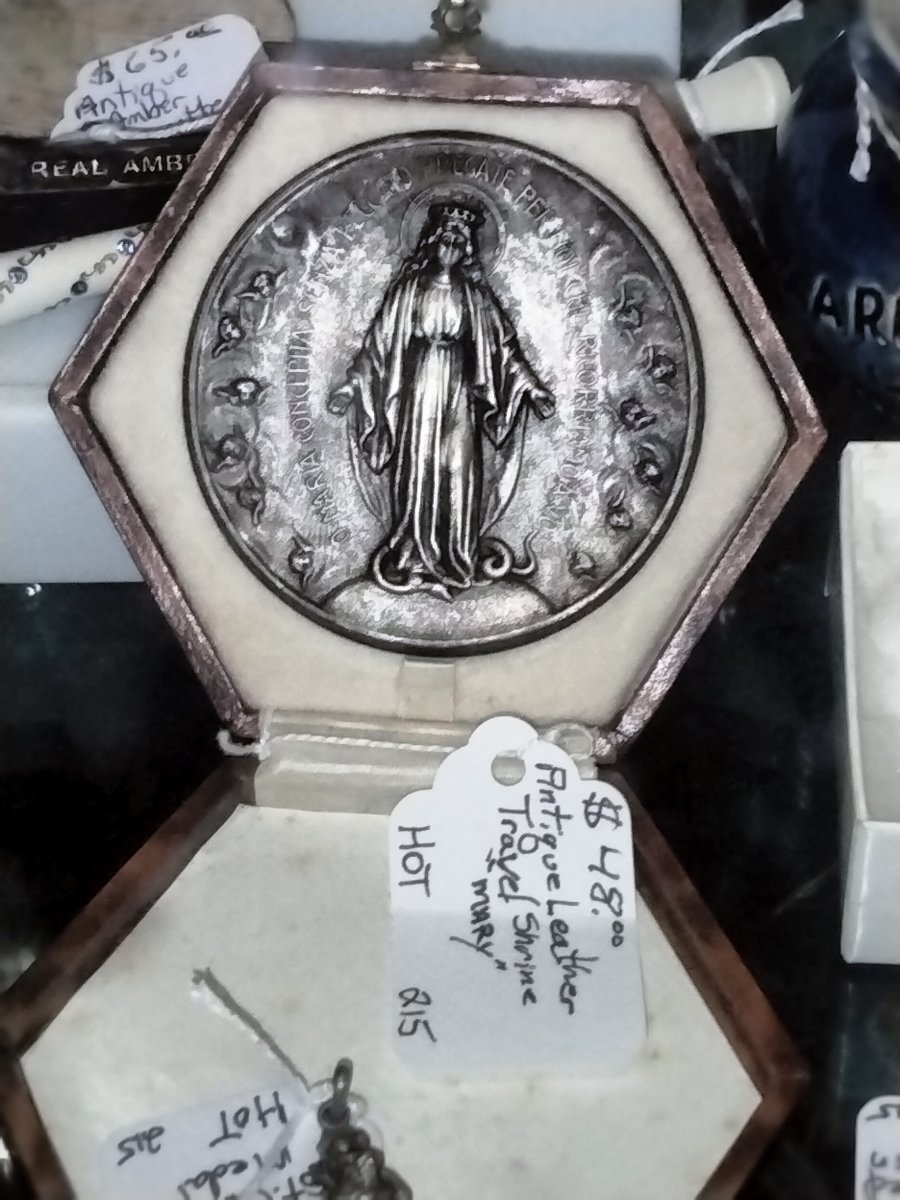 $65.00
Antique
Amber
REAL AMB
O MARIA CONCEPITA SENZA PECCATO PREGATE PER NOI CHE RICORRIAMO A VOI
ARI
$48.00
Antique Leather
Travel Shrine
"MARY"
HOT 215
HOT
215